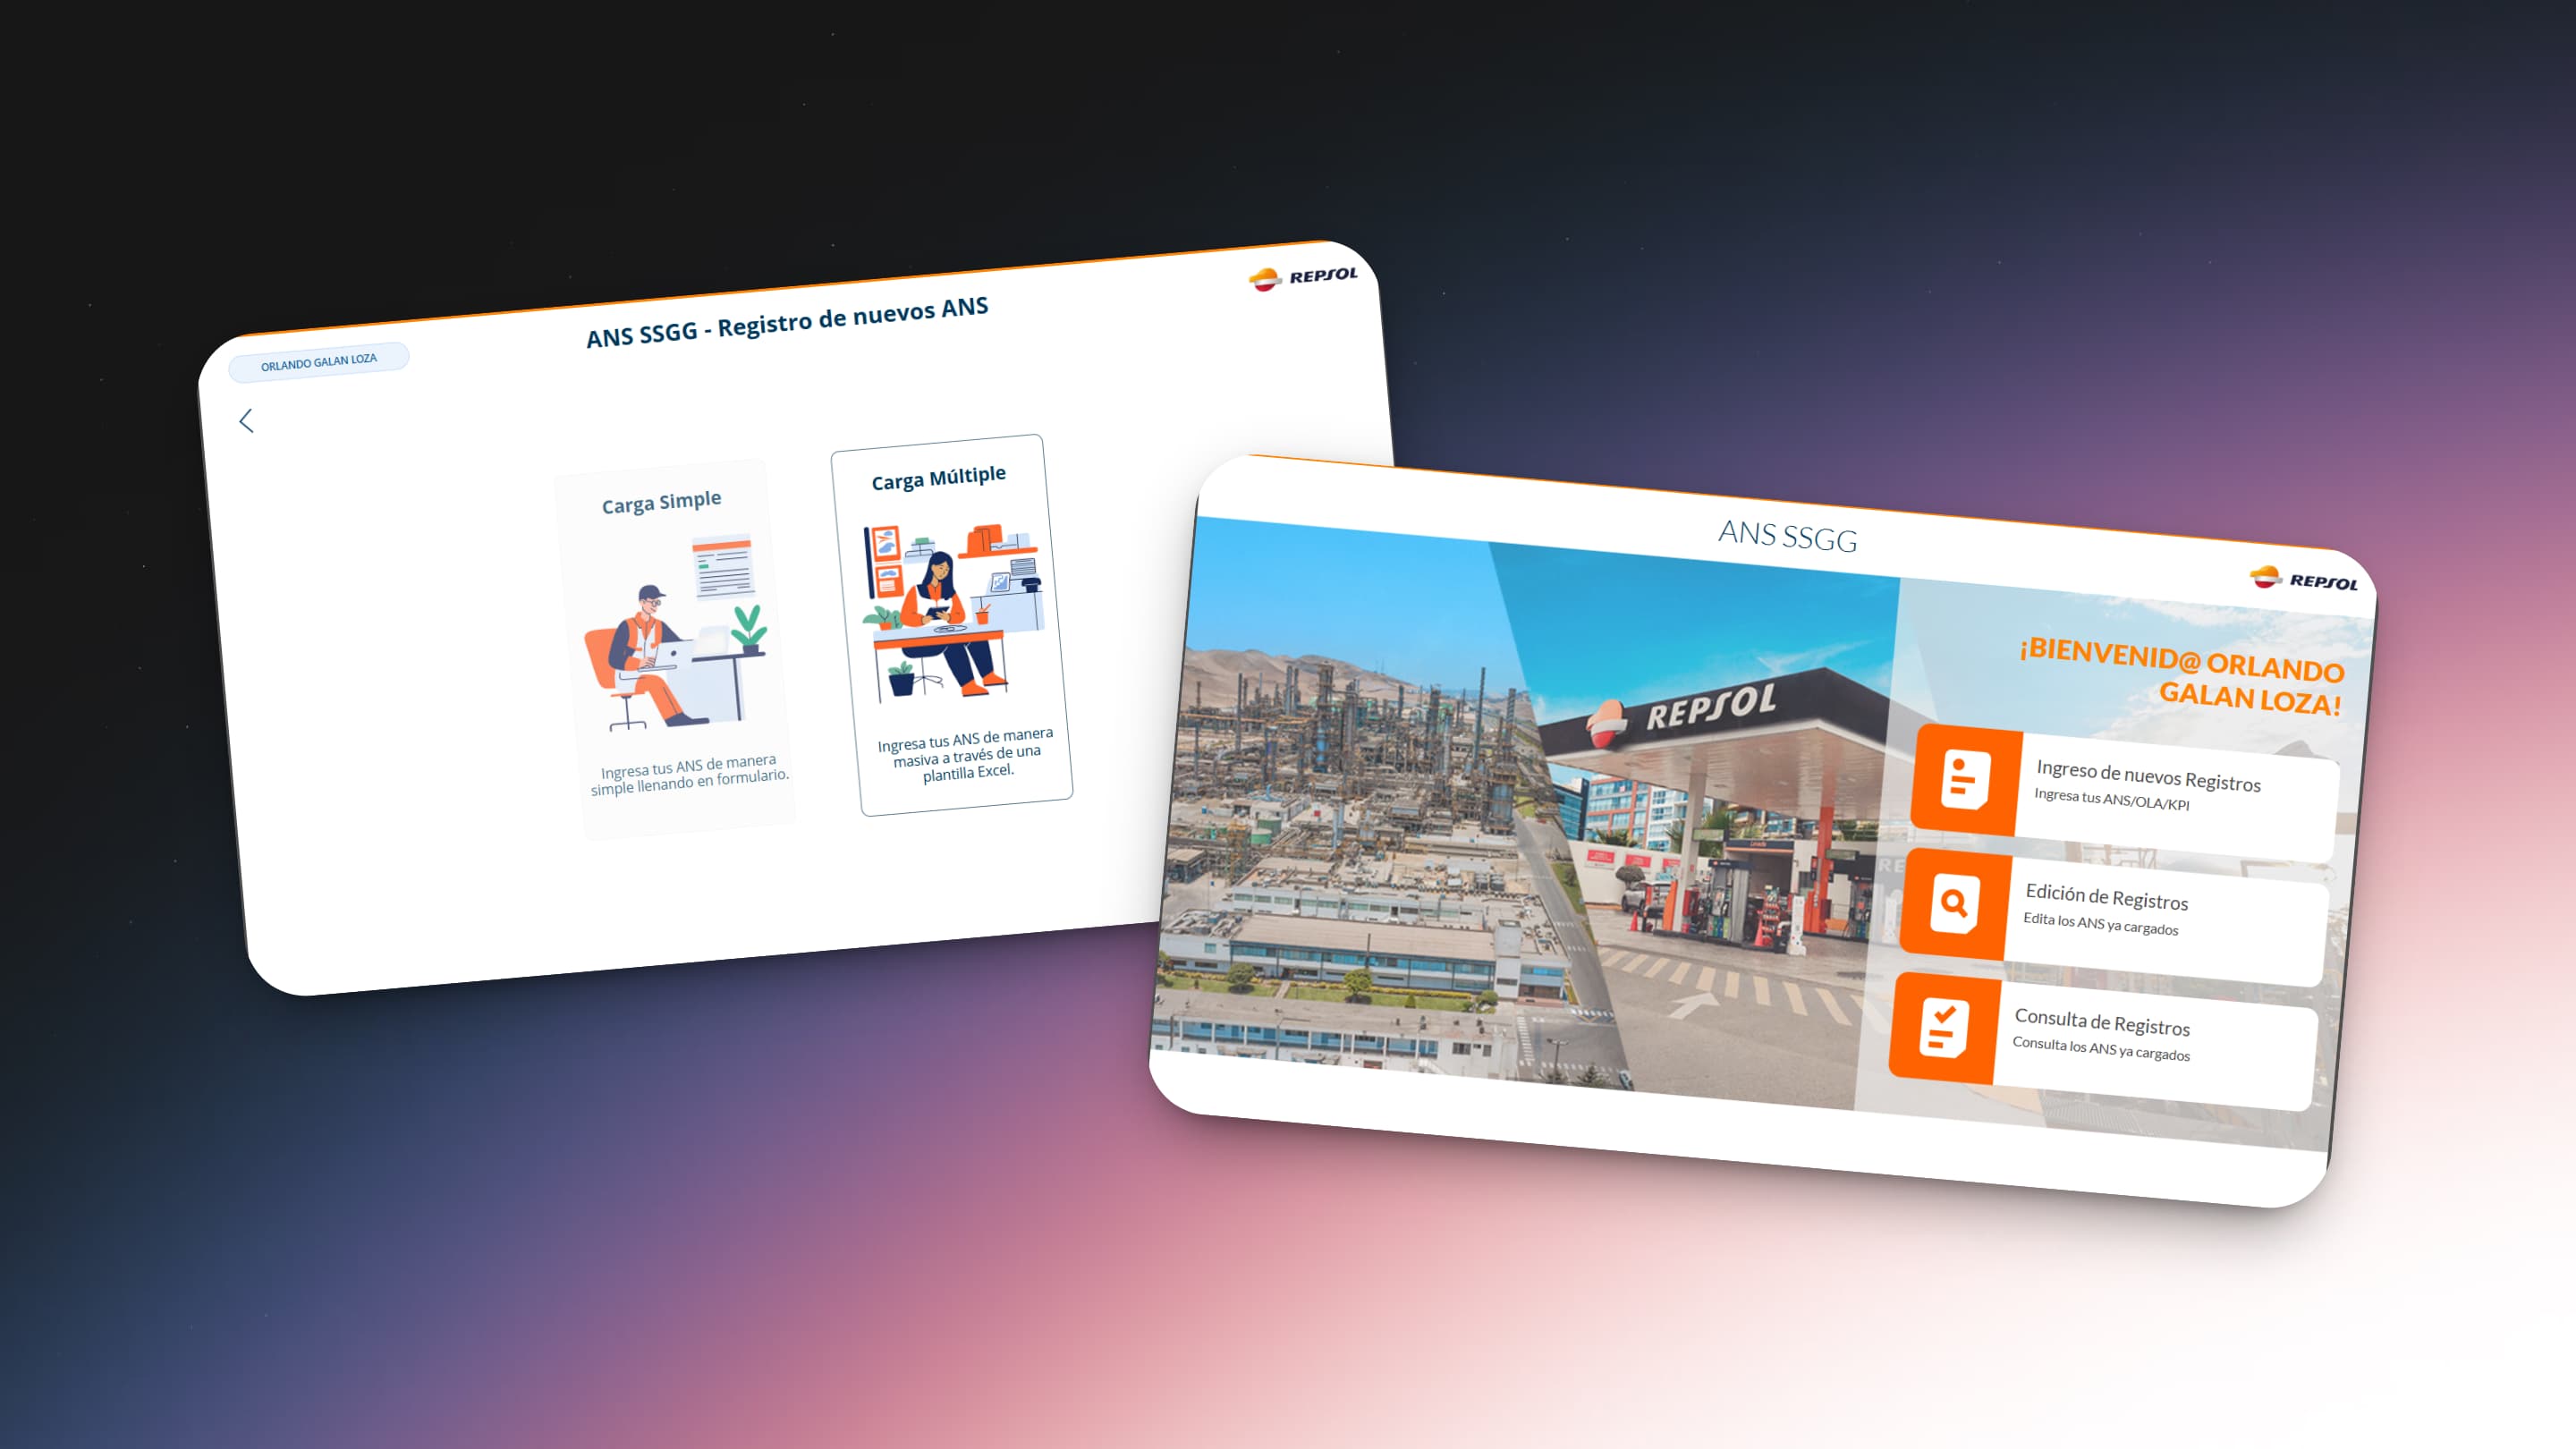 REPSOL
ANS SSGG - Registro de nuevos ANS
ORLANDO GALAN LOZA
Carga Simple
Ingresa tus ANS de manera
simple llenando en formulario.
Carga Múltiple
Ingresa tus ANS de manera
masiva a través de una
plantilla Excel.
ANS SSGG
REPSOL
REPSOL
¡BIENVENID@ ORLANDO
GALAN LOZA!
Ingreso de nuevos Registros
Ingresa tus ANS/OLA/KPI
Edición de Registros
Edita los ANS ya cargados
Consulta de Registros
Consulta los ANS ya cargados